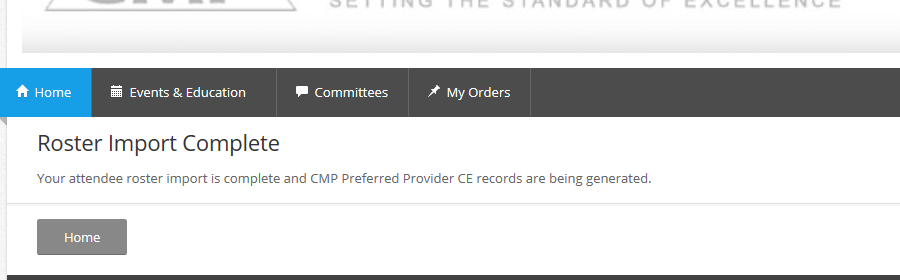 CMP
SETTING THE STANDARD OF EXCELLENCE
Home
Events & Education
Committees
My Orders
Roster Import Complete
Your attendee roster import is complete and CMP Preferred Provider CE records are being generated.
Home